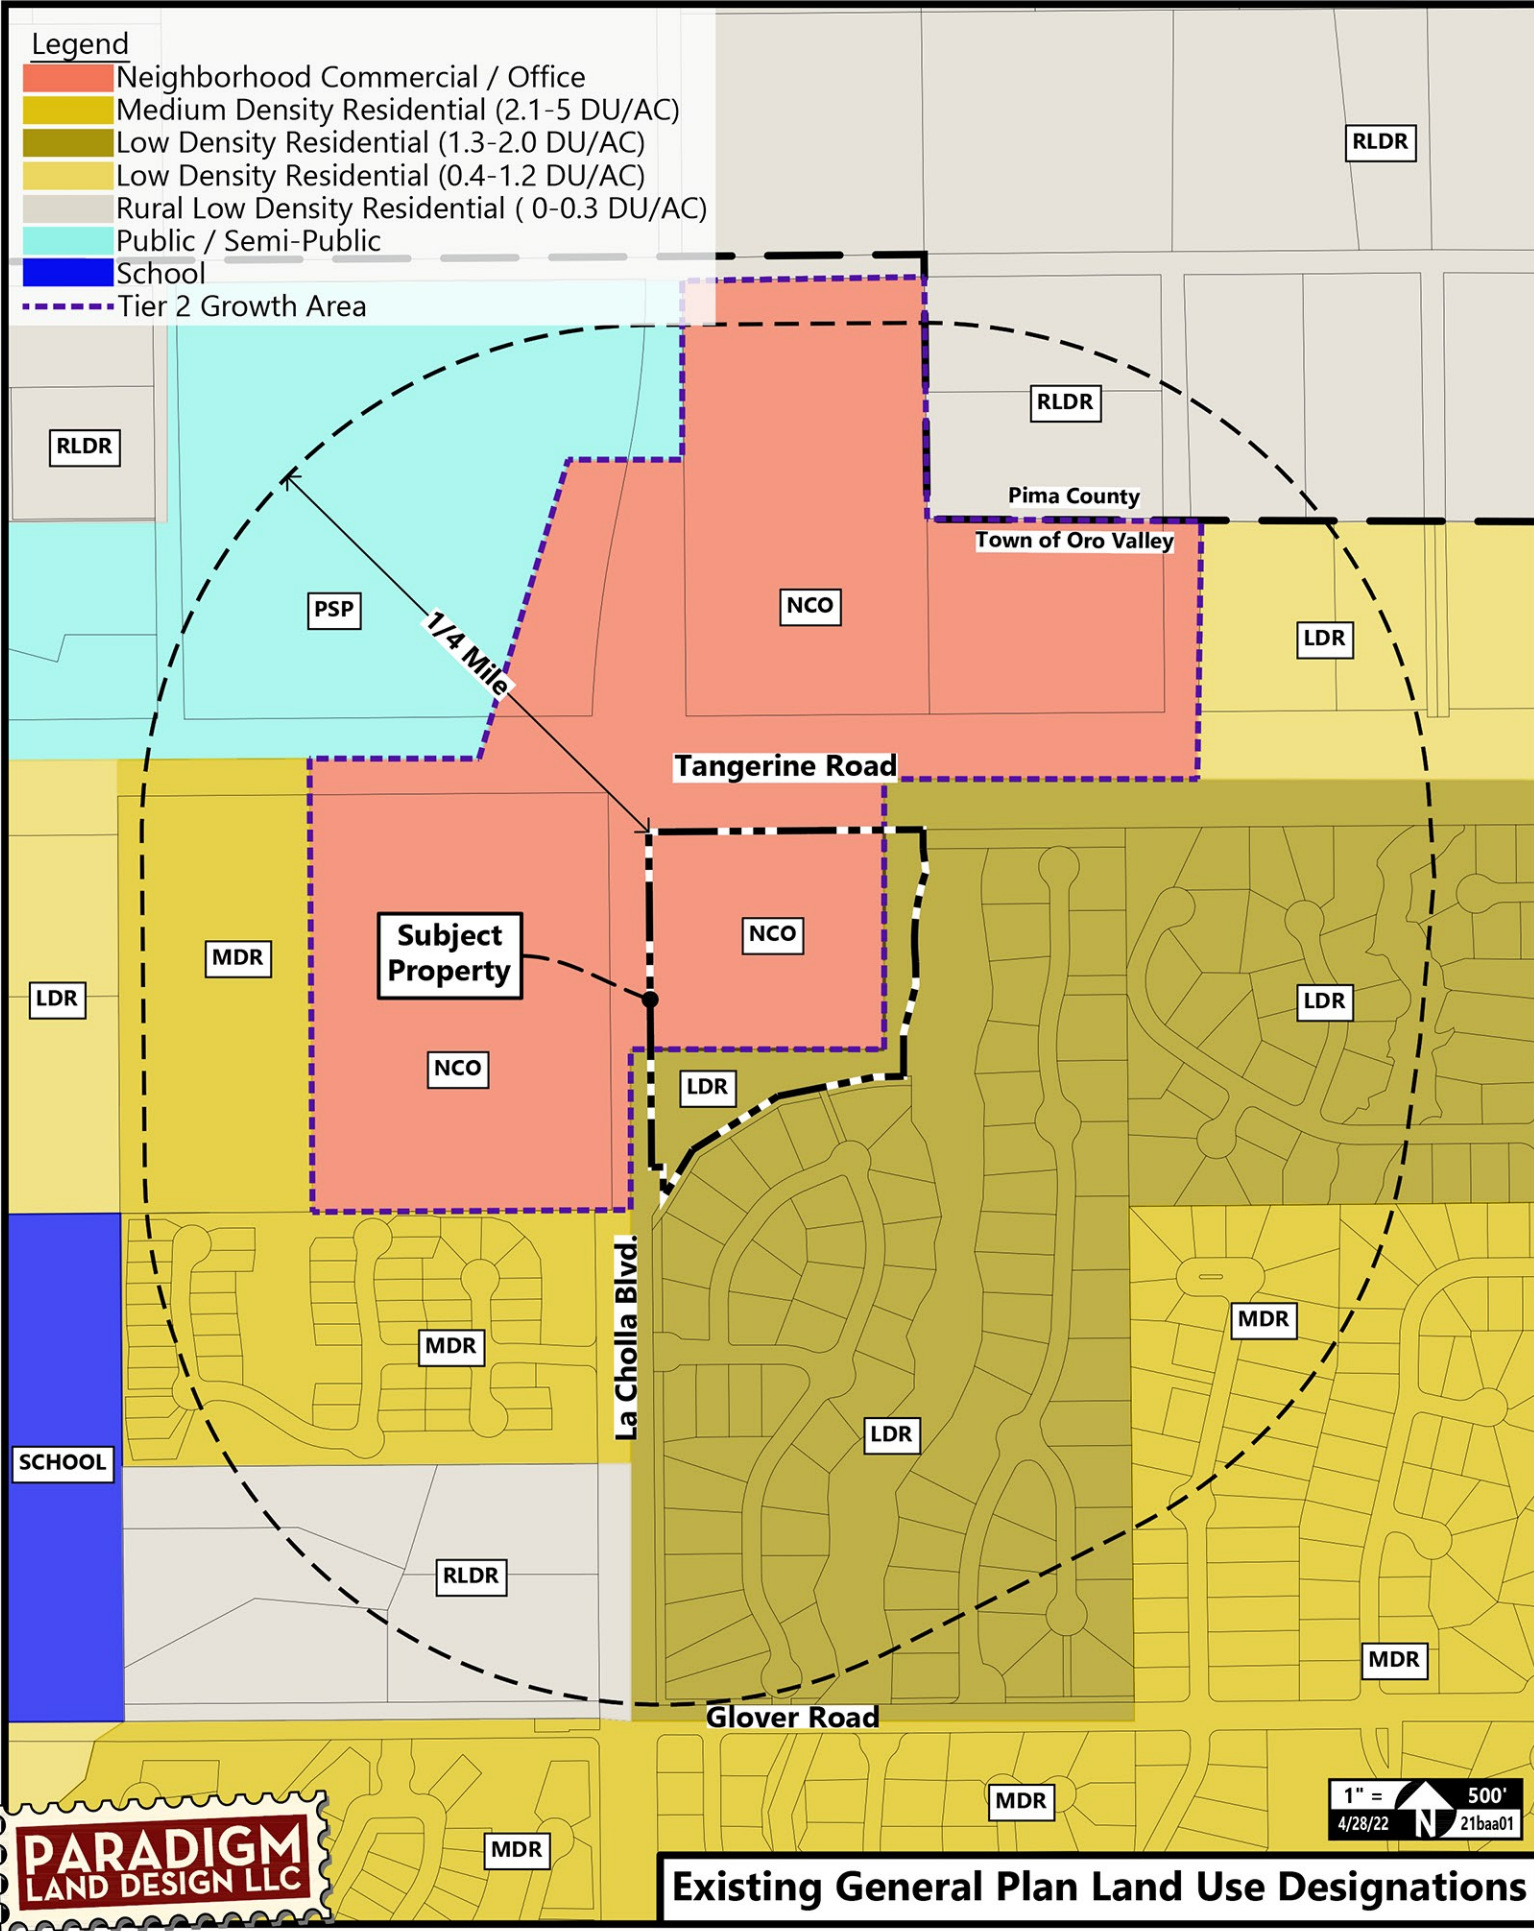 Legend
Neighborhood Commercial / Office
Medium Density Residential (2.1-5 DU/AC)
Low Density Residential (1.3-2.0 DU/AC)
Low Density Residential (0.4-1.2 DU/AC)
Rural Low Density Residential ( 0-0.3 DU/AC)
Public / Semi-Public
School
Tier 2 Growth Area
RLDR
RLDR
RLDR
Pima County
Town of Oro Valley
PSP
NCO
LDR
1/4 Mile
Tangerine Road
Subject
Property
NCO
MDR
LDR
LDR
NCO
LDR
La Cholla Blvd.
MDR
MDR
LDR
SCHOOL
RLDR
MDR
Glover Road
MDR
MDR
1" = 500'
4/28/22 N 21baa01
PARADIGM
LAND DESIGN LLC
Existing General Plan Land Use Designations